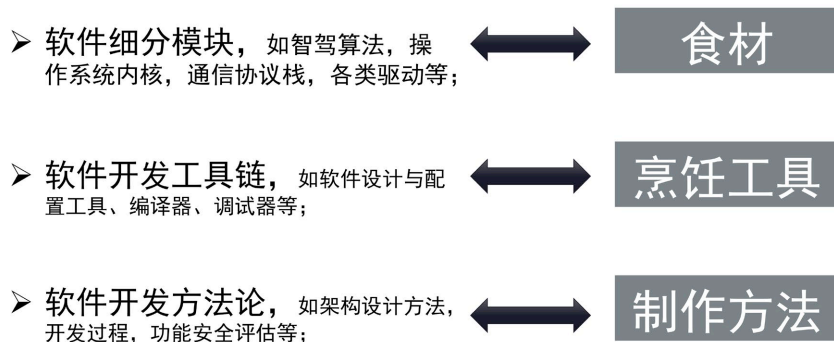 ➢ 软件细分模块，如智驾算法，操
作系统内核，通信协议栈，各类驱动等；
食材
➢ 软件开发工具链，如软件设计与配
置工具、编译器、调试器等；
烹饪工具
➢ 软件开发方法论，如架构设计方法，
开发过程，功能安全评估等；
制作方法